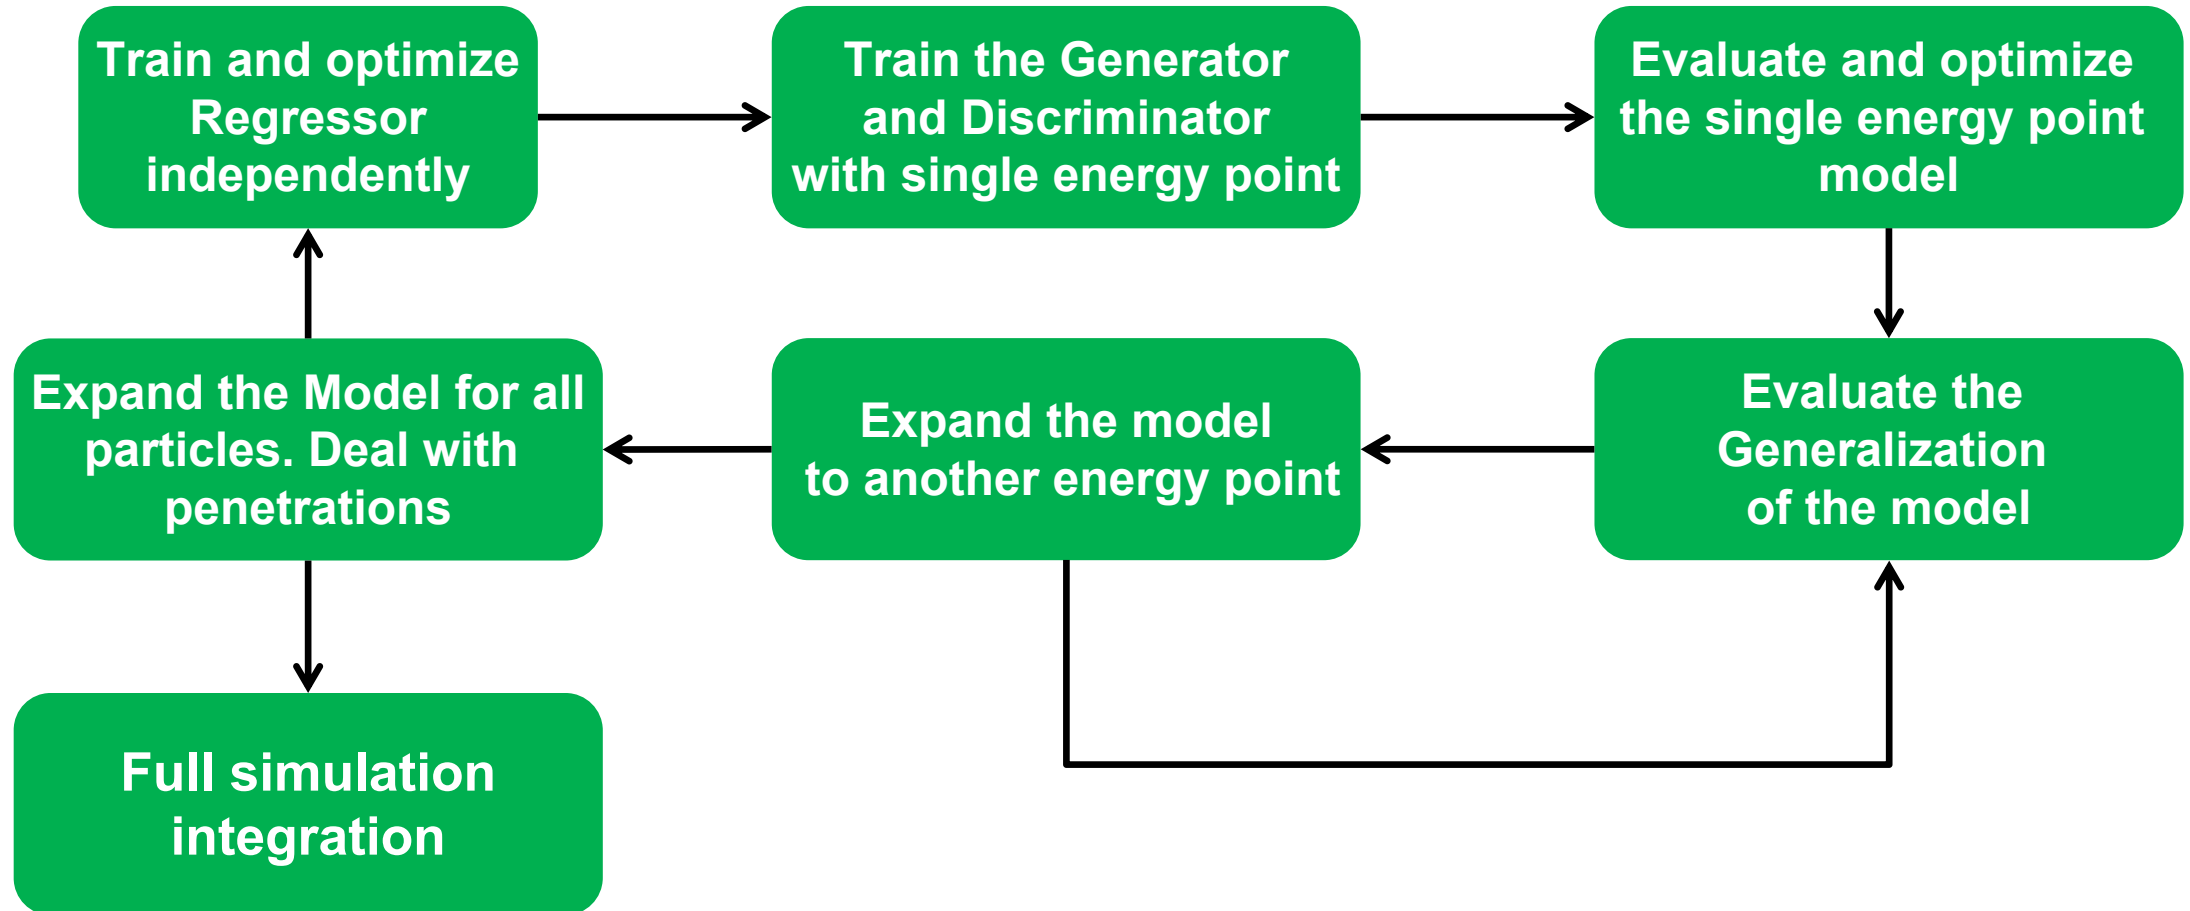 Train and optimize
Regressor
independently
Train the Generator
and Discriminator
with single energy point
Evaluate and optimize
the single energy point
model
Expand the Model for all
particles. Deal with
penetrations
Expand the model
to another energy point
Evaluate the
Generalization
of the model
Full simulation
integration